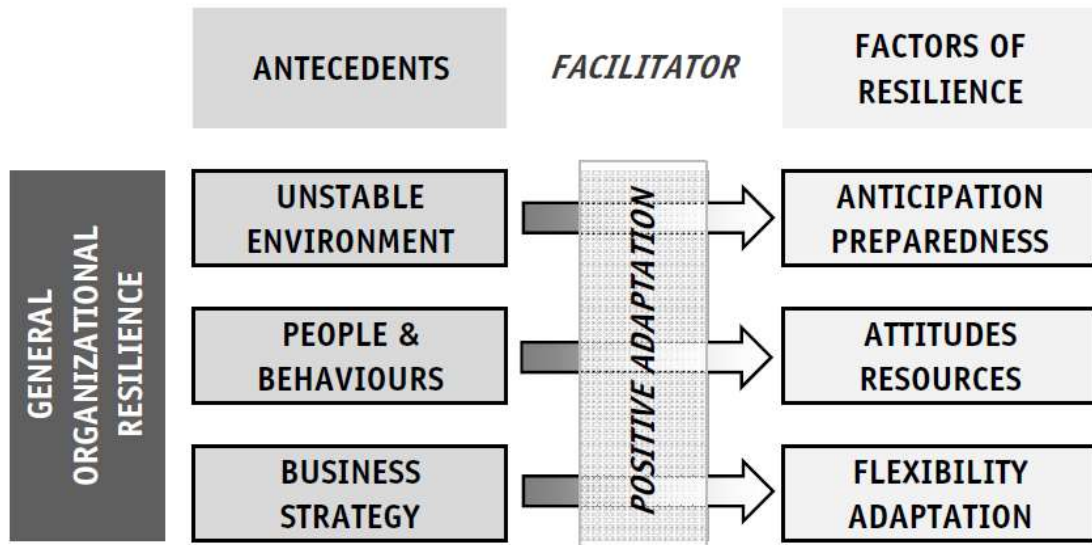 ANTECEDENTS
FACILITATOR
FACTORS OF
RESILIENCE
GENERAL
ORGANIZATIONAL
RESILIENCE
UNSTABLE
ENVIRONMENT
POSITIVE ADAPTATION
ANTICIPATION
PREPAREDNESS
PEOPLE &
BEHAVIOURS
ATTITUDES
RESOURCES
BUSINESS
STRATEGY
FLEXIBILITY
ADAPTATION